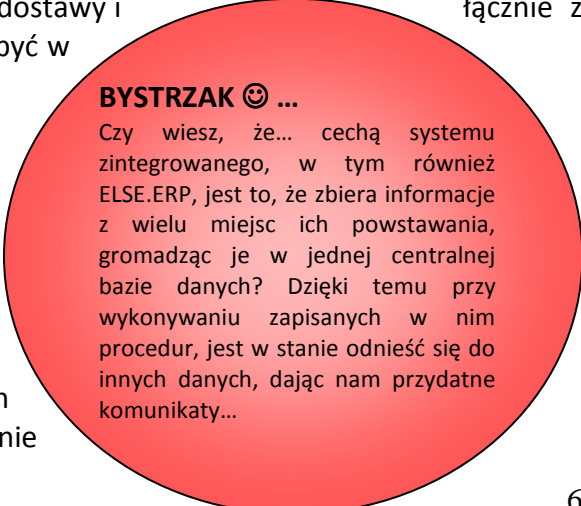 dostawy i
łącznie z
być w
BYSTRZAK ☺ …
Czy wiesz, że… cechą systemu
zintegrowanego, w tym również
ELSE.ERP, jest to, że zbiera informacje
z wielu miejsc ich powstawania,
gromadząc je w jednej centralnej
bazie danych? Dzięki temu przy
wykonywaniu zapisanych w nim
procedur, jest w stanie odnieść się do
innych danych, dając nam przydatne
komunikaty…
nie
6